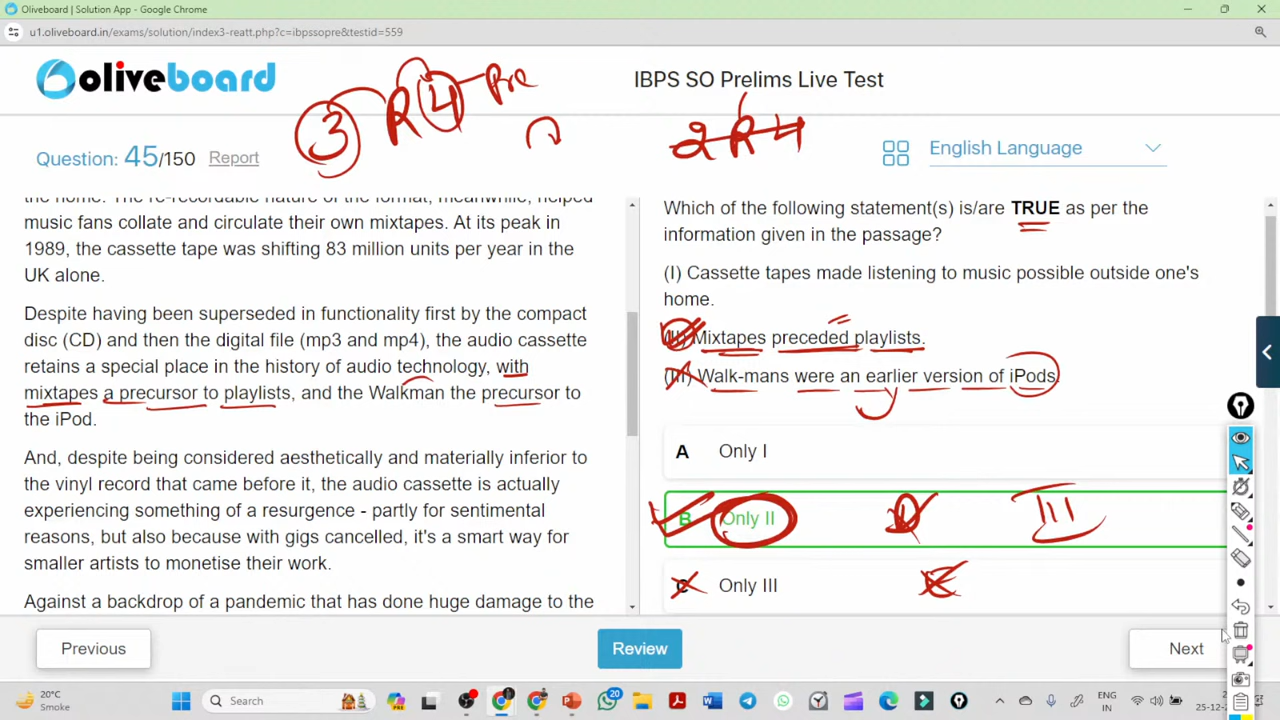 Oliveboard | Solution App - Google Chrome
u1.oliveboard.in/exams/solution/index3-reatt.php?c=ibpssopre&testid=559
oliveboard
IBPS SO Prelims Live Test
3 R 4 Pre
2 R 4
Question: 45/150 Report
English Language
the home. The re-recordable nature of the format, meanwhile, helped
music fans collate and circulate their own mixtapes. At its peak in
1989, the cassette tape was shifting 83 million units per year in the
UK alone.
Despite having been superseded in functionality first by the compact
disc (CD) and then the digital file (mp3 and mp4), the audio cassette
retains a special place in the history of audio technology, with
mixtapes a precursor to playlists, and the Walkman the precursor to
the iPod.
And, despite being considered aesthetically and materially inferior to
the vinyl record that came before it, the audio cassette is actually
experiencing something of a resurgence - partly for sentimental
reasons, but also because with gigs cancelled, it's a smart way for
smaller artists to monetise their work.
Against a backdrop of a pandemic that has done huge damage to the
Which of the following statement(s) is/are TRUE as per the
information given in the passage?
(I) Cassette tapes made listening to music possible outside one's
home.
(II) Mixtapes preceded playlists.
(III) Walk-mans were an earlier version of iPods.
A Only I
B Only II III
C Only III
Previous
Review
Next
20°C
Smoke
Search
20
ENG
IN